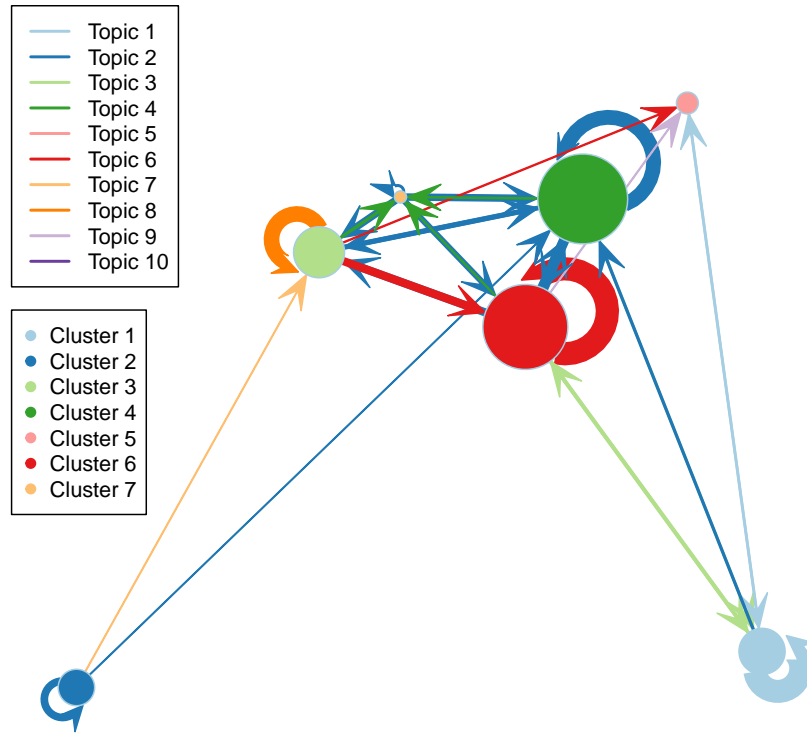 Topic 1
Topic 2
Topic 3
Topic 4
Topic 5
Topic 6
Topic 7
Topic 8
Topic 9
Topic 10
Cluster 1
Cluster 2
Cluster 3
Cluster 4
Cluster 5
Cluster 6
Cluster 7